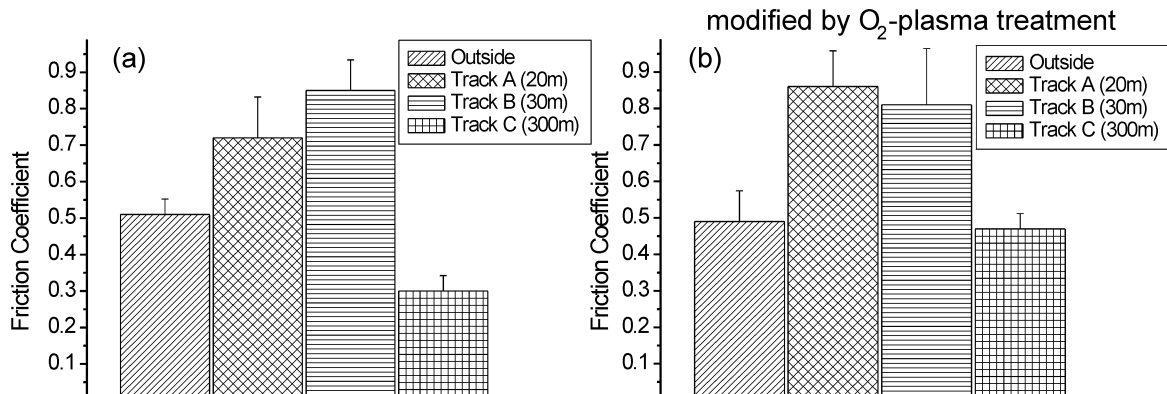 modified by O₂-plasma treatment
(a)
Outside
Track A (20m)
Track B (30m)
Track C (300m)
Friction Coefficient
0.9
0.8
0.7
0.6
0.5
0.4
0.3
0.2
0.1
(b)
Outside
Track A (20m)
Track B (30m)
Track C (300m)
Friction Coefficient
0.9
0.8
0.7
0.6
0.5
0.4
0.3
0.2
0.1